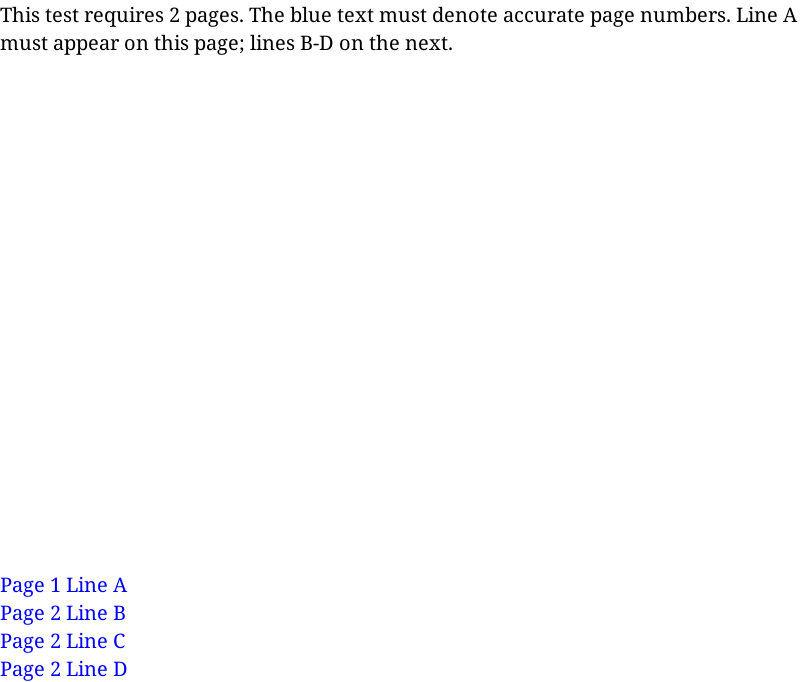 This test requires 2 pages. The blue text must denote accurate page numbers. Line A
must appear on this page; lines B-D on the next.
Page 1 Line A
Page 2 Line B
Page 2 Line C
Page 2 Line D